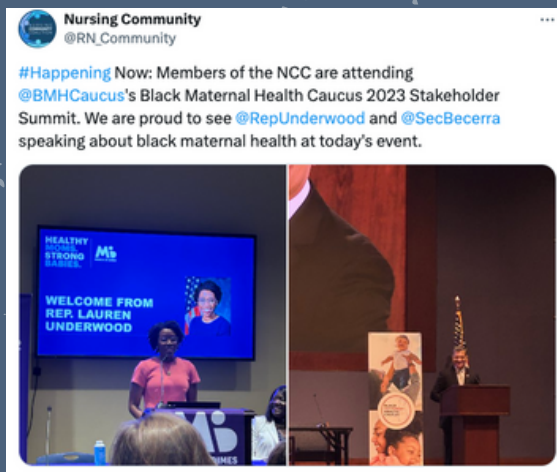 Nursing Community
@RN_Community
#Happening Now: Members of the NCC are attending
@BMHCaucus's Black Maternal Health Caucus 2023 Stakeholder
Summit. We are proud to see @RepUnderwood and @SecBecerra
speaking about black maternal health at today's event.
HEALTHY
MOMS.
STRONG
BABIES.
WELCOME FROM
REP. LAUREN
UNDERWOOD
DIMES